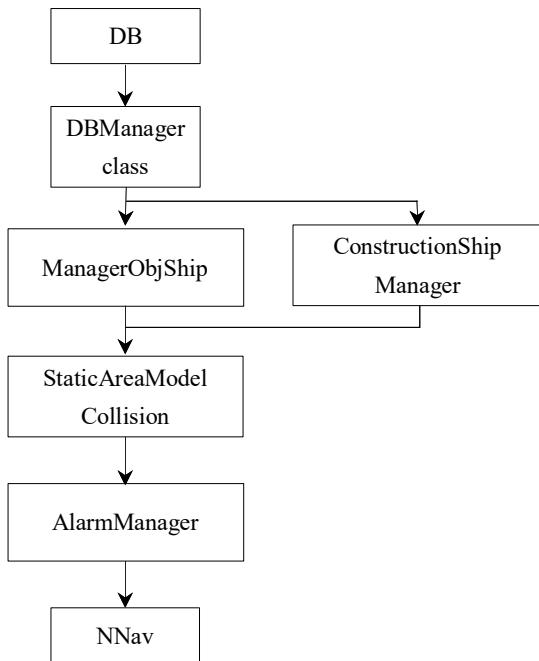 DB
DBManager
class
ManagerObjShip
ConstructionShip
Manager
StaticAreaModel
Collision
AlarmManager
NNav